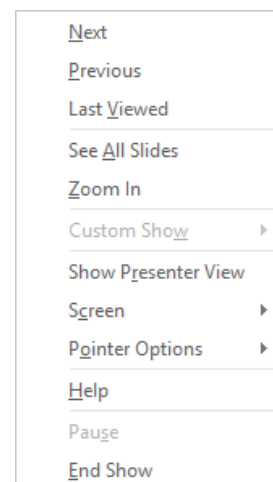 Next
Previous
Last Viewed
See All Slides
Zoom In
Custom Show
Show Presenter View
Screen
Pointer Options
Help
Pause
End Show